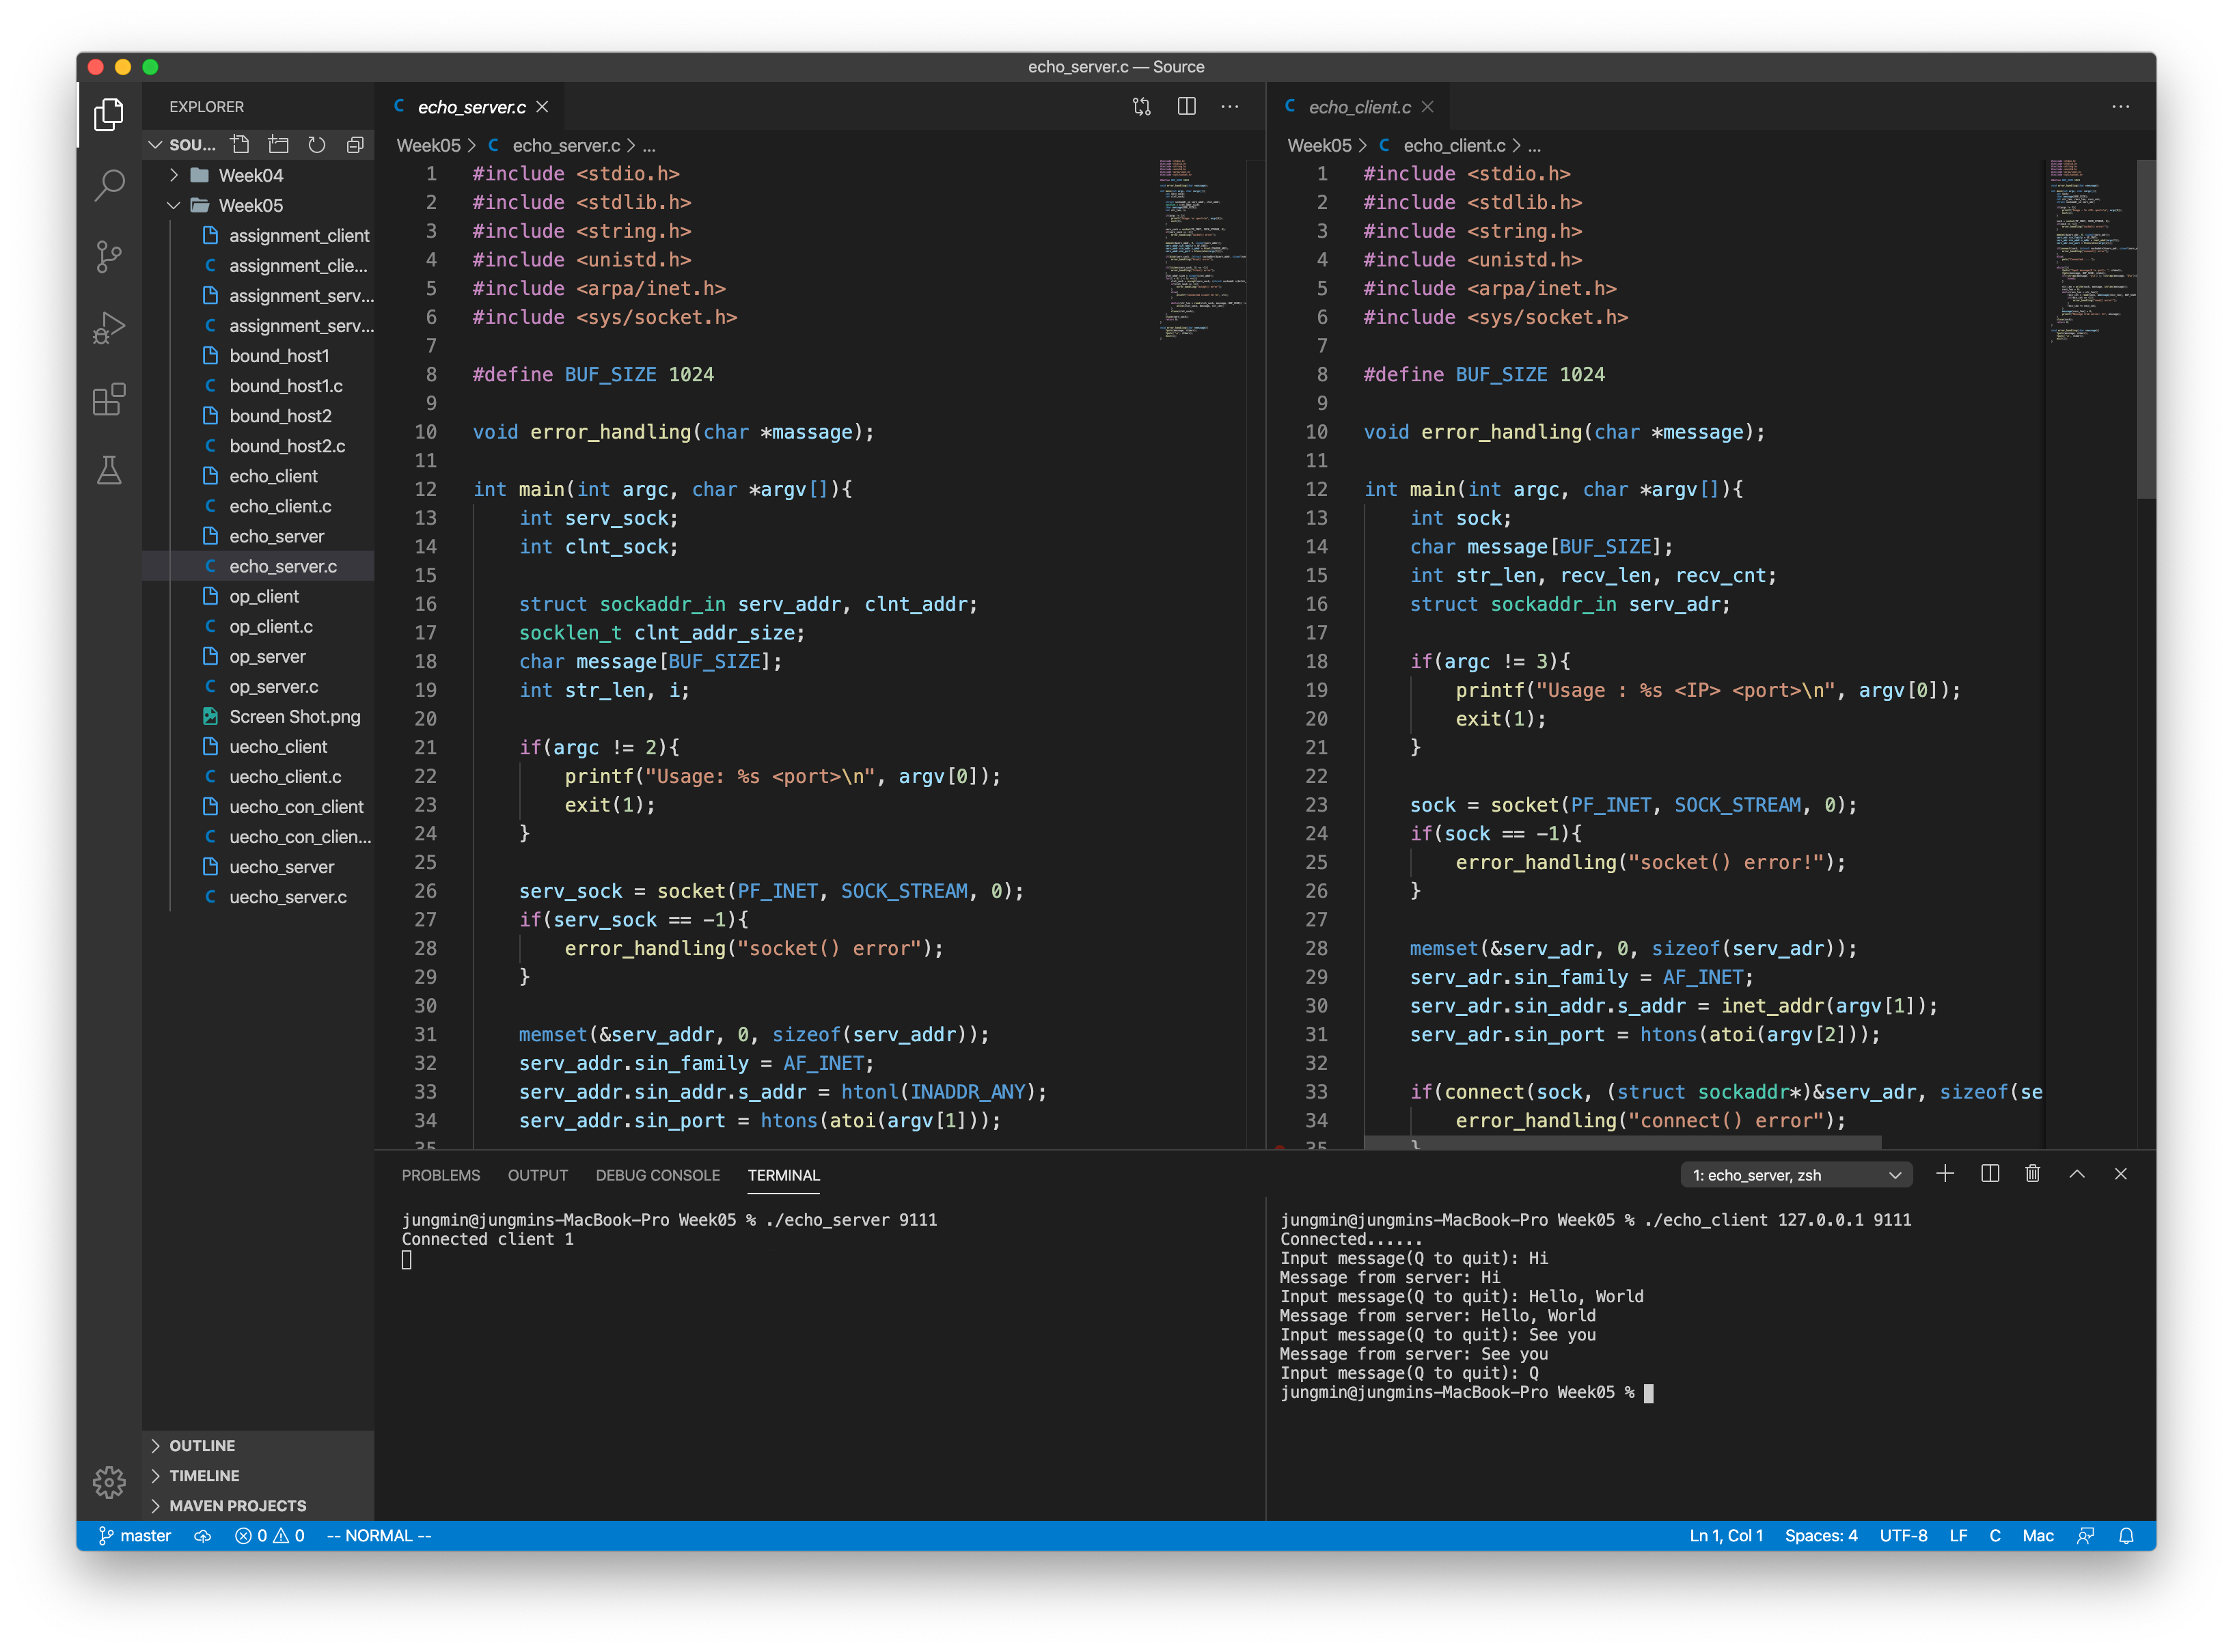 echo_server.c — Source
EXPLORER
SOU...
Week04
Week05
assignment_client
assignment_clie...
assignment_serv...
assignment_serv...
bound_host1
bound_host1.c
bound_host2
bound_host2.c
echo_client
echo_client.c
echo_server
echo_server.c
op_client
op_client.c
op_server
op_server.c
Screen Shot.png
uecho_client
uecho_client.c
uecho_con_client
uecho_con_clien...
uecho_server
uecho_server.c
OUTLINE
TIMELINE
MAVEN PROJECTS
C echo_server.c
Week05 > C echo_server.c > ...
1 #include <stdio.h>
2 #include <stdlib.h>
3 #include <string.h>
4 #include <unistd.h>
5 #include <arpa/inet.h>
6 #include <sys/socket.h>
7
8 #define BUF_SIZE 1024
9
10 void error_handling(char *massage);
11
12 int main(int argc, char *argv[]){
13 int serv_sock;
14 int clnt_sock;
15
16 struct sockaddr_in serv_addr, clnt_addr;
17 socklen_t clnt_addr_size;
18 char message[BUF_SIZE];
19 int str_len, i;
20
21 if(argc != 2){
22 printf("Usage: %s <port>\n", argv[0]);
23 exit(1);
24 }
25
26 serv_sock = socket(PF_INET, SOCK_STREAM, 0);
27 if(serv_sock == -1){
28 error_handling("socket() error");
29 }
30
31 memset(&serv_addr, 0, sizeof(serv_addr));
32 serv_addr.sin_family = AF_INET;
33 serv_addr.sin_addr.s_addr = htonl(INADDR_ANY);
34 serv_addr.sin_port = htons(atoi(argv[1]));
35
C echo_client.c
Week05 > C echo_client.c > ...
1 #include <stdio.h>
2 #include <stdlib.h>
3 #include <string.h>
4 #include <unistd.h>
5 #include <arpa/inet.h>
6 #include <sys/socket.h>
7
8 #define BUF_SIZE 1024
9
10 void error_handling(char *message);
11
12 int main(int argc, char *argv[]){
13 int sock;
14 char message[BUF_SIZE];
15 int str_len, recv_len, recv_cnt;
16 struct sockaddr_in serv_adr;
17
18 if(argc != 3){
19 printf("Usage : %s <IP> <port>\n", argv[0]);
20 exit(1);
21 }
22
23 sock = socket(PF_INET, SOCK_STREAM, 0);
24 if(sock == -1){
25 error_handling("socket() error!");
26 }
27
28 memset(&serv_adr, 0, sizeof(serv_adr));
29 serv_adr.sin_family = AF_INET;
30 serv_adr.sin_addr.s_addr = inet_addr(argv[1]);
31 serv_adr.sin_port = htons(atoi(argv[2]));
32
33 if(connect(sock, (struct sockaddr*)&serv_adr, sizeof(se
34 error_handling("connect() error");
35 }
PROBLEMS OUTPUT DEBUG CONSOLE TERMINAL
1: echo_server, zsh
jungmin@jungmins-MacBook-Pro Week05 % ./echo_server 9111
Connected client 1
jungmin@jungmins-MacBook-Pro Week05 % ./echo_client 127.0.0.1 9111
Connected......
Input message(Q to quit): Hi
Message from server: Hi
Input message(Q to quit): Hello, World
Message from server: Hello, World
Input message(Q to quit): See you
Message from server: See you
Input message(Q to quit): Q
jungmin@jungmins-MacBook-Pro Week05 %
master 0 0 -- NORMAL -- Ln 1, Col 1 Spaces: 4 UTF-8 LF C Mac